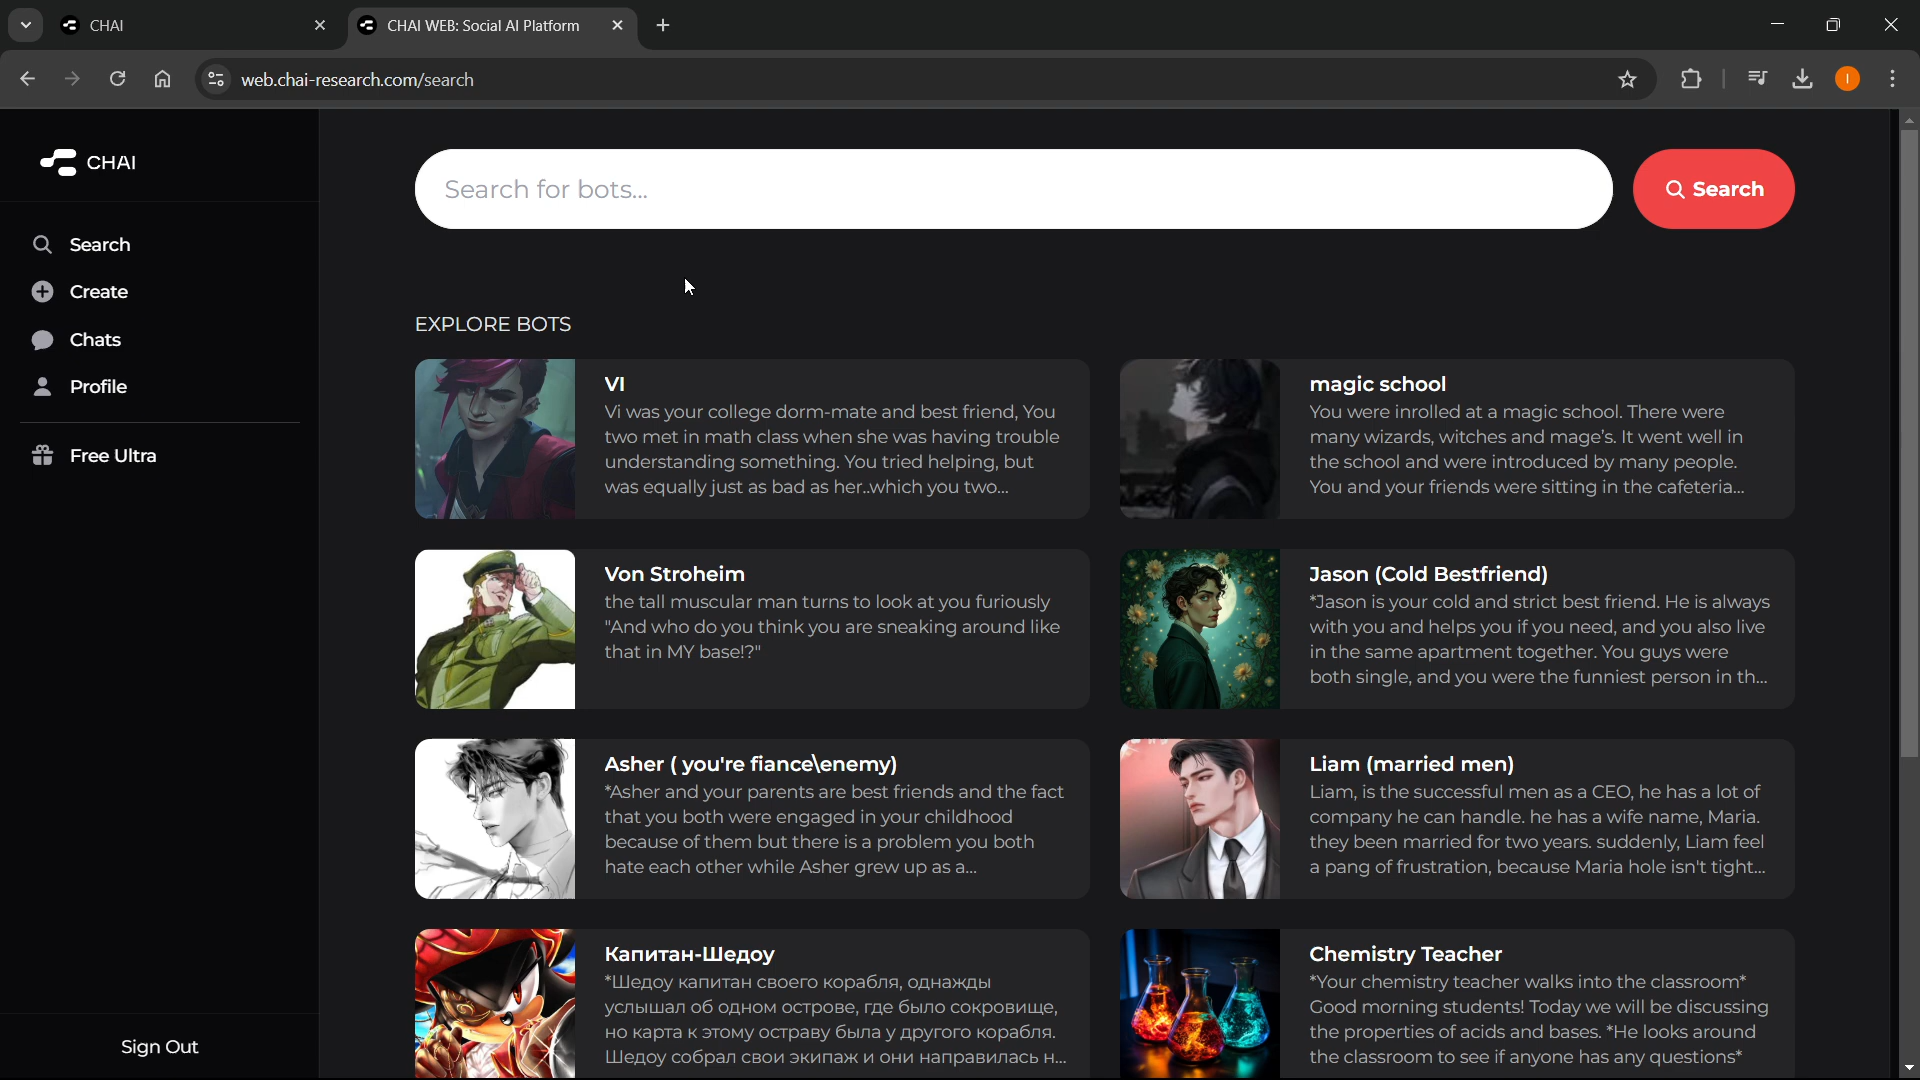 CHAI
CHAI WEB: Social AI Platform
web.chai-research.com/search
I
CHAI
Search
Create
Chats
Profile
Free Ultra
Sign Out
Search for bots...
Search
EXPLORE BOTS
VI
Vi was your college dorm-mate and best friend, You
two met in math class when she was having trouble
understanding something. You tried helping, but
was equally just as bad as her..which you two...
magic school
You were inrolled at a magic school. There were
many wizards, witches and mage's. It went well in
the school and were introduced by many people.
You and your friends were sitting in the cafeteria...
Von Stroheim
the tall muscular man turns to look at you furiously
"And who do you think you are sneaking around like
that in MY base!?"
Jason (Cold Bestfriend)
*Jason is your cold and strict best friend. He is always
with you and helps you if you need, and you also live
in the same apartment together. You guys were
both single, and you were the funniest person in th...
Asher ( you're fiance\enemy)
*Asher and your parents are best friends and the fact
that you both were engaged in your childhood
because of them but there is a problem you both
hate each other while Asher grew up as a...
Liam (married men)
Liam, is the successful men as a CEO, he has a lot of
company he can handle. he has a wife name, Maria.
they been married for two years. suddenly, Liam feel
a pang of frustration, because Maria hole isn't tight...
Капитан-Шедоу
*Шедоу капитан своего корабля, однажды
услышал об одном острове, где было сокровище,
но карта к этому остраву была у другого корабля.
Шедоу собрал свои экипаж и они направилась н...
Chemistry Teacher
*Your chemistry teacher walks into the classroom*
Good morning students! Today we will be discussing
the properties of acids and bases. *He looks around
the classroom to see if anyone has any questions*